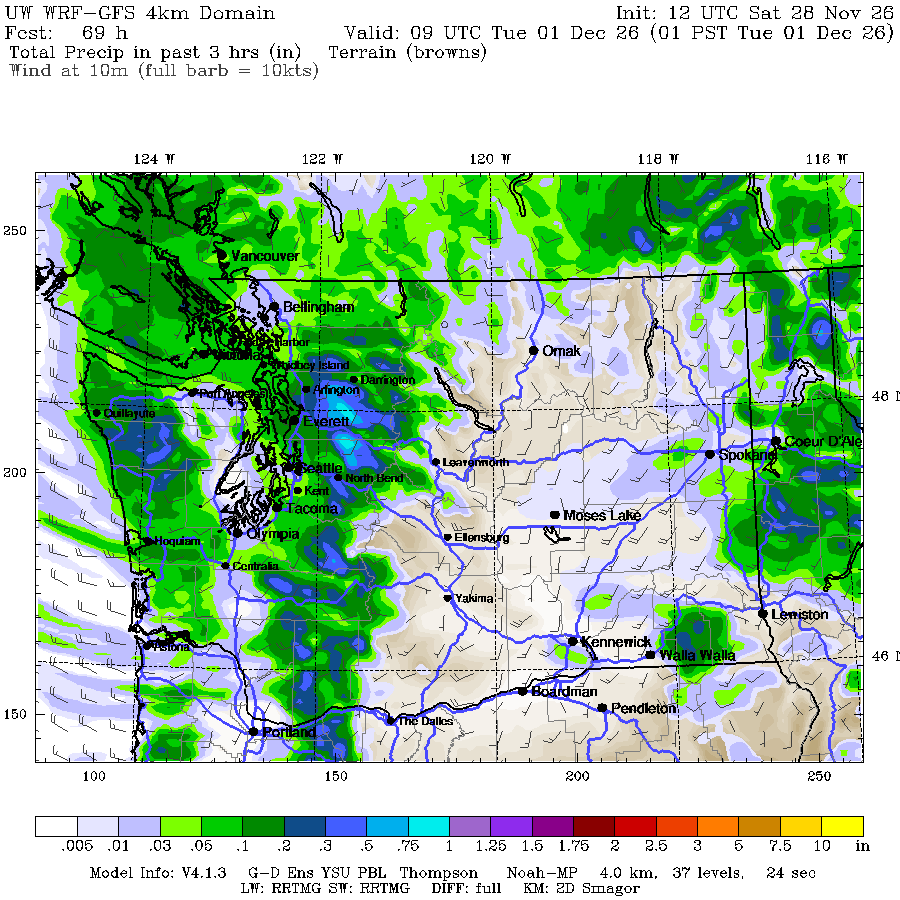 UW WRF-GFS 4km Domain Init: 12 UTC Sat 28 Nov 26
Fcst: 69 h Valid: 09 UTC Tue 01 Dec 26 (01 PST Tue 01 Dec 26)
Total Precip in past 3 hrs (in) Terrain (browns)
Wind at 10m (full barb = 10kts)
124 W 122 W 120 W 118 W 116 W
250
Vancouver
Bellingham
Harbor
Omak
Whidbey Island
Darrington
Port Angeles
Arlington
48 N
Quillayute
Everett
Coeur D'Ale
Spokane
Leavenworth
200
Seattle
North Bend
Kent
Tacoma
Moses Lake
Olympia
Ellensburg
Hoquiam
Centralia
Yakima
Lewiston
Kennewick
Astoria
Walla Walla
46 N
Boardman
Pendleton
150
The Dalles
Portland
100 150 200 250
.005 .01 .03 .05 .1 .2 .3 .5 .75 1 1.25 1.5 1.75 2 2.5 3 5 7.5 10 in
Model Info: V4.1.3 G-D Ens YSU PBL Thompson Noah-MP 4.0 km, 37 levels, 24 sec
LW: RRTMG SW: RRTMG DIFF: full KM: 2D Smagor